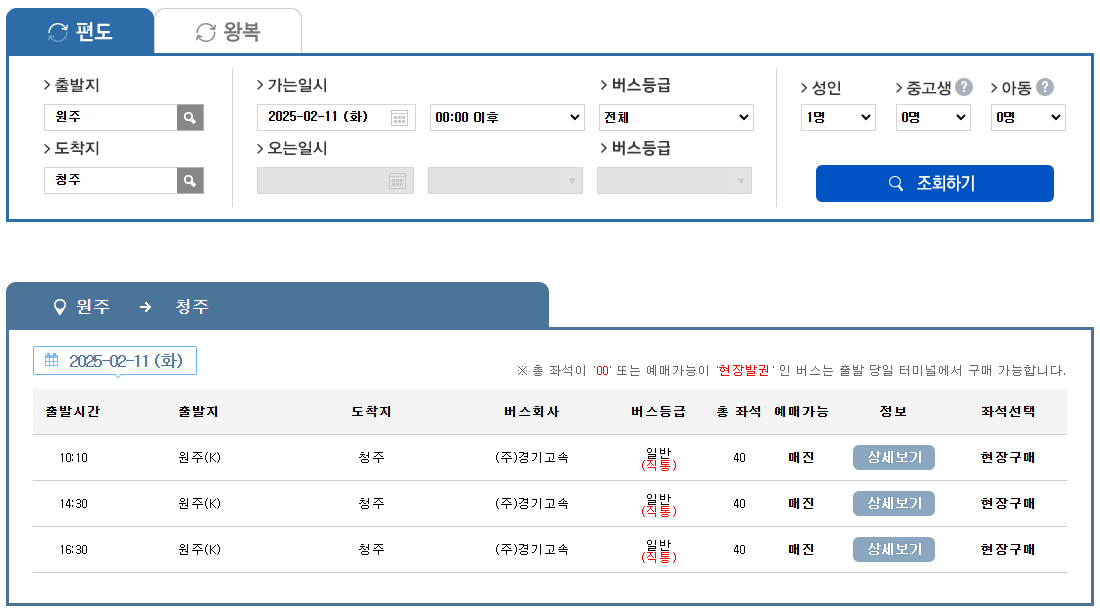 편도 왕복
출발지 가는일시 버스등급 성인 중고생 ? 아동 ?
원주 2025-02-11 (화) 00:00 이후 전체 1명 0명 0명
도착지 오는일시 버스등급
청주
조회하기
원주 → 청주
2025-02-11 (화)
※ 총 좌석이 '00' 또는 예매가능이 '현장발권' 인 버스는 출발 당일 터미널에서 구매 가능합니다.
출발시간 출발지 도착지 버스회사 버스등급 총 좌석 예매가능 정보 좌석선택
10:10 원주(K) 청주 (주)경기고속 일반 (직통) 40 매진 상세보기 현장구매
14:30 원주(K) 청주 (주)경기고속 일반 (직통) 40 매진 상세보기 현장구매
16:30 원주(K) 청주 (주)경기고속 일반 (직통) 40 매진 상세보기 현장구매